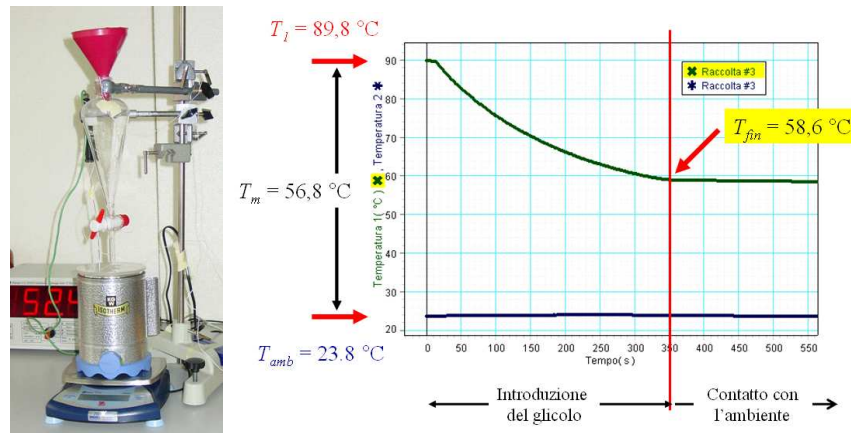 T1 = 89,8 °C
Tm = 56,8 °C
Tamb = 23.8 °C
Tfin = 58,6 °C
Raccolta #3
Raccolta #3
Temperatura 1( °C ) , Temperatura 2
90
80
70
60
50
40
30
20
0 50 100 150 200 250 300 350 400 450 500 550
Tempo( s )
Introduzione
del glicolo
Contatto con
l'ambiente
524
ISOTHERM